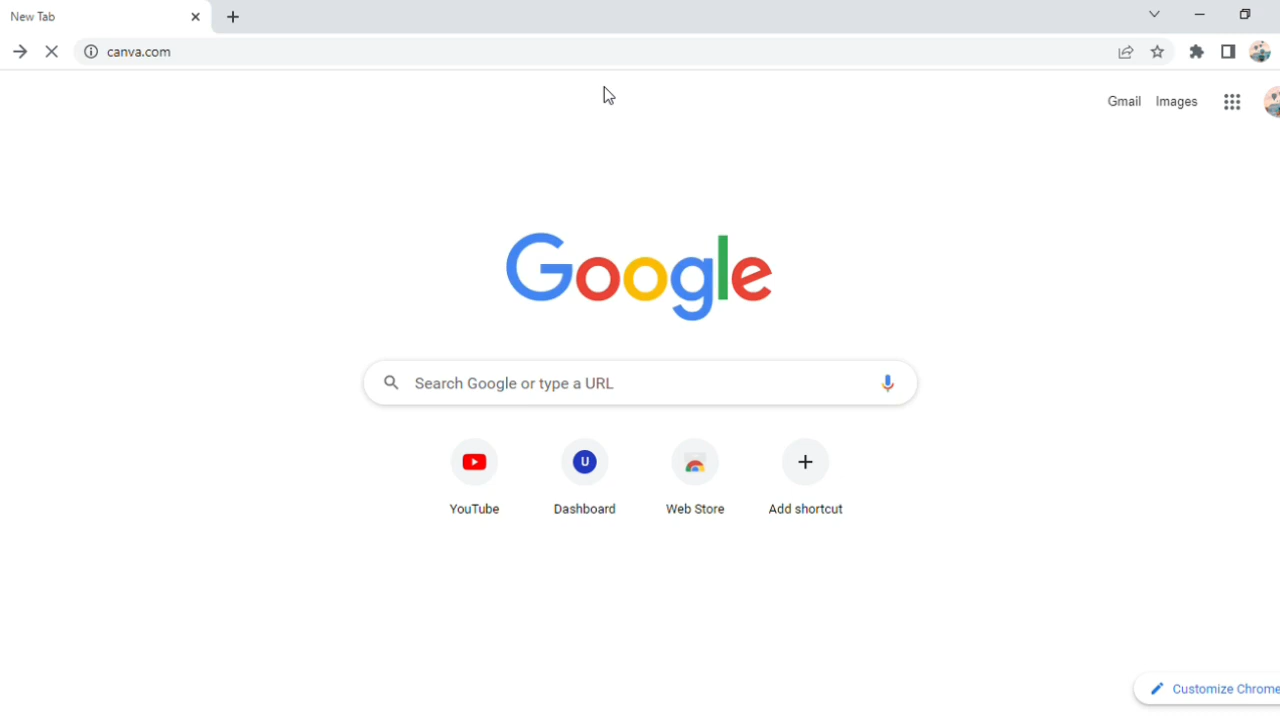 New Tab
canva.com
Gmail Images
Google
Search Google or type a URL
U
YouTube Dashboard Web Store Add shortcut
Customize Chrome